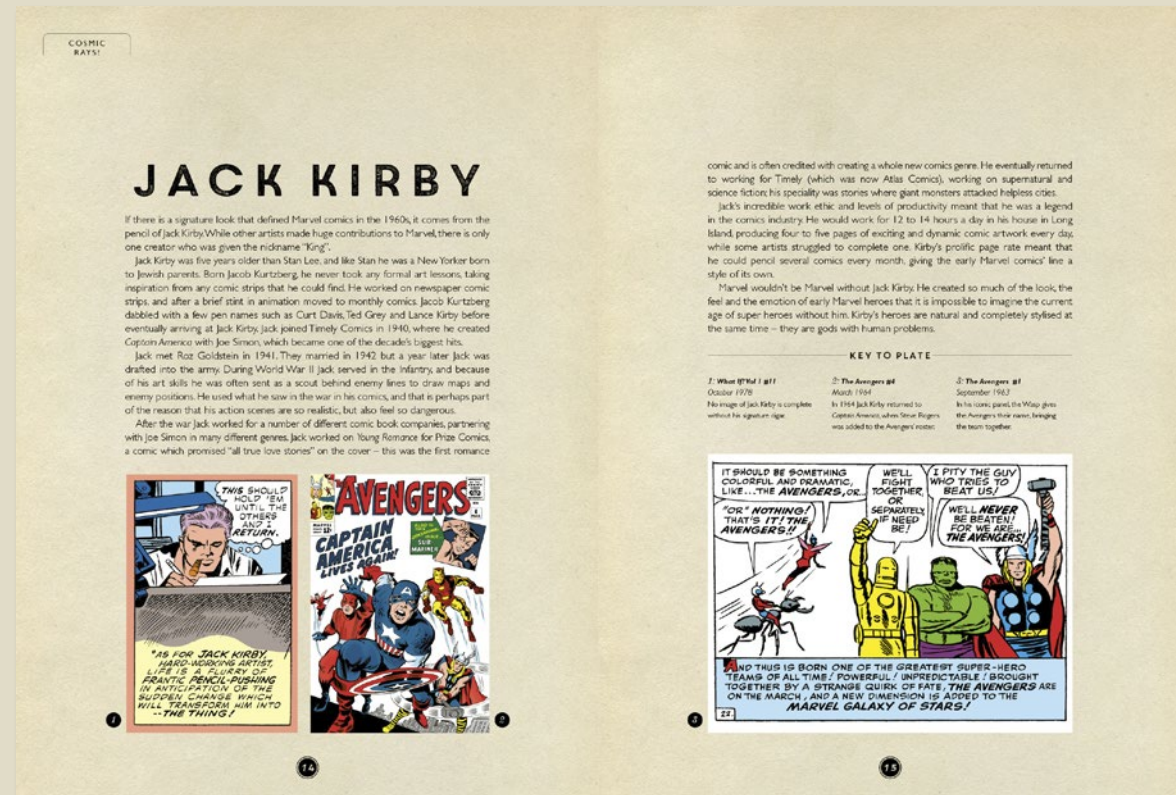 COSMIC
RAYS!
JACK KIRBY
If there is a signature look that defined Marvel comics in the 1960s, it comes from the
pencil of Jack Kirby. While other artists made huge contributions to Marvel, there is only
one creator who was given the nickname "King".
Jack Kirby was five years older than Stan Lee, and like Stan he was a New Yorker born
to Jewish parents. Born Jacob Kurtzberg, he never took any formal art lessons, taking
inspiration from any comic strips that he could find. He worked on newspaper comic
strips, and after a brief stint in animation moved to monthly comics. Jacob Kurtzberg
dabbled with a few pen names such as Curt Davis, Ted Grey and Lance Kirby before
eventually arriving at Jack Kirby. Jack joined Timely Comics in 1940, where he created
Captain America with Joe Simon, which became one of the decade's biggest hits.
Jack met Roz Goldstein in 1941. They married in 1942 but a year later Jack was
drafted into the army. During World War II Jack served in the Infantry, and because
of his art skills he was often sent as a scout behind enemy lines to draw maps and
enemy positions. He used what he saw in the war in his comics, and that is perhaps part
of the reason that his action scenes are so realistic, but also feel so dangerous.
After the war Jack worked for a number of different comic book companies, partnering
with Joe Simon in many different genres. Jack worked on Young Romance for Prize Comics,
a comic which promised "all true love stories" on the cover – this was the first romance
THIS SHOULD
HOLD 'EM
UNTIL THE
OTHERS
AND I
RETURN.
"AS FOR JACK KIRBY,
HARD-WORKING ARTIST,
LIFE IS A FLURRY OF
FRANTIC PENCIL-PUSHING
IN ANTICIPATION OF THE
SUDDEN CHANGE WHICH
WILL TRANSFORM HIM INTO
--THE THING!
1
THE AVENGERS
MARVEL
12¢
4
MAR
CAPTAIN
AMERICA
LIVES AGAIN!
SUB-
MARINER
2
14
comic and is often credited with creating a whole new comics genre. He eventually returned
to working for Timely (which was now Atlas Comics), working on supernatural and
science fiction; his speciality was stories where giant monsters attacked helpless cities.
Jack's incredible work ethic and levels of productivity meant that he was a legend
in the comics industry. He would work for 12 to 14 hours a day in his house in Long
Island, producing four to five pages of exciting and dynamic comic artwork every day,
while some artists struggled to complete one. Kirby's prolific page rate meant that
he could pencil several comics every month, giving the early Marvel comics' line a
style of its own.
Marvel wouldn't be Marvel without Jack Kirby. He created so much of the look, the
feel and the emotion of early Marvel heroes that it is impossible to imagine the current
age of super heroes without him. Kirby's heroes are natural and completely stylised at
the same time – they are gods with human problems.
KEY TO PLATE
1: What If? Vol 1 #11
October 1978
No image of Jack Kirby is complete
without his signature cigar.
2: The Avengers #4
March 1964
In 1964 Jack Kirby returned to
Captain America, when Steve Rogers
was added to the Avengers' roster.
3: The Avengers #1
September 1963
In his iconic panel, the Wasp gives
the Avengers their name, bringing
the team together.
IT SHOULD BE SOMETHING
COLORFUL AND DRAMATIC,
LIKE...THE AVENGERS, OR...
"OR" NOTHING!
THAT'S IT! THE
AVENGERS!!
WE'LL
FIGHT
TOGETHER,
OR
SEPARATELY
IF NEED
BE!
I PITY THE GUY
WHO TRIES TO
BEAT US!
WE'LL NEVER
BE BEATEN!
FOR WE ARE...
THE AVENGERS!
AND THUS IS BORN ONE OF THE GREATEST SUPER-HERO
TEAMS OF ALL TIME! POWERFUL! UNPREDICTABLE! BROUGHT
TOGETHER BY A STRANGE QUIRK OF FATE, THE AVENGERS ARE
ON THE MARCH, AND A NEW DIMENSION IS ADDED TO THE
MARVEL GALAXY OF STARS!
22.
3
15